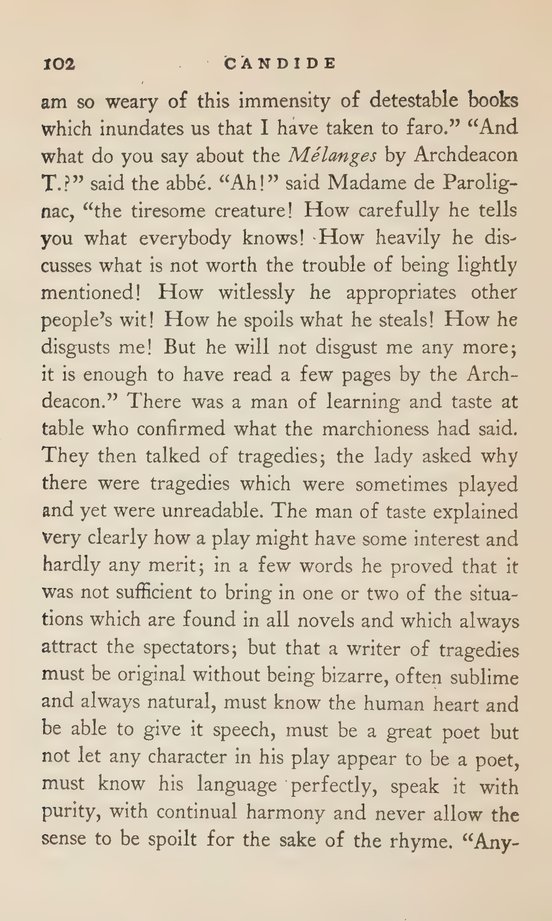 102 CANDIDE
am so weary of this immensity of detestable books
which inundates us that I have taken to faro.” “And
what do you say about the Mélanges by Archdeacon
T.?” said the abbé. “Ah!” said Madame de Parolig-
nac, “the tiresome creature! How carefully he tells
you what everybody knows! How heavily he dis-
cusses what is not worth the trouble of being lightly
mentioned! How witlessly he appropriates other
people’s wit! How he spoils what he steals! How he
disgusts me! But he will not disgust me any more;
it is enough to have read a few pages by the Arch-
deacon.” There was a man of learning and taste at
table who confirmed what the marchioness had said.
They then talked of tragedies; the lady asked why
there were tragedies which were sometimes played
and yet were unreadable. The man of taste explained
very clearly how a play might have some interest and
hardly any merit; in a few words he proved that it
was not sufficient to bring in one or two of the situa-
tions which are found in all novels and which always
attract the spectators; but that a writer of tragedies
must be original without being bizarre, often sublime
and always natural, must know the human heart and
be able to give it speech, must be a great poet but
not let any character in his play appear to be a poet,
must know his language perfectly, speak it with
purity, with continual harmony and never allow the
sense to be spoilt for the sake of the rhyme. “Any-